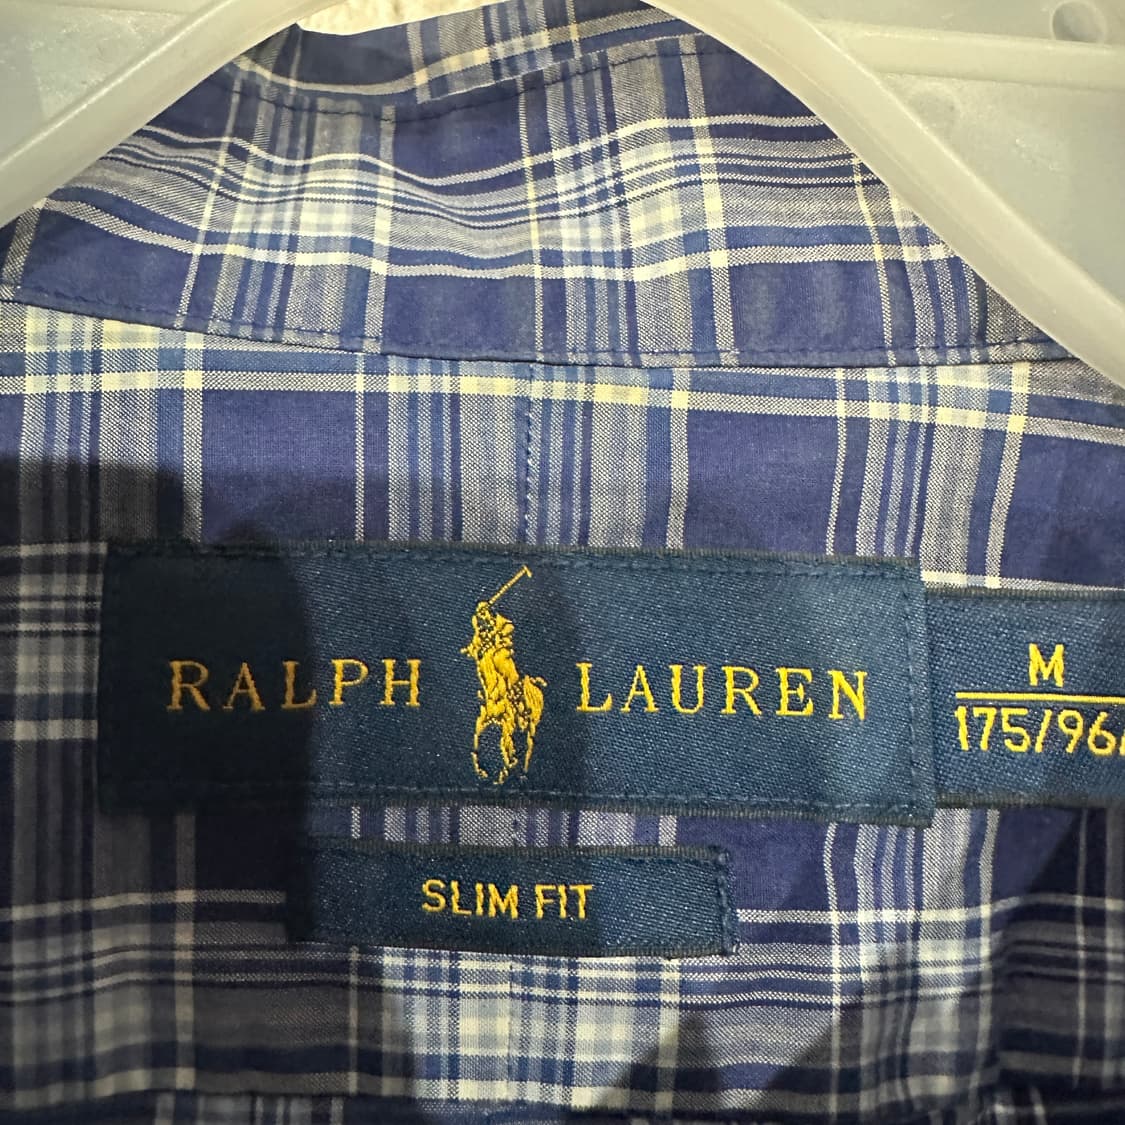 RALPH LAUREN
M
175/96
SLIM FIT